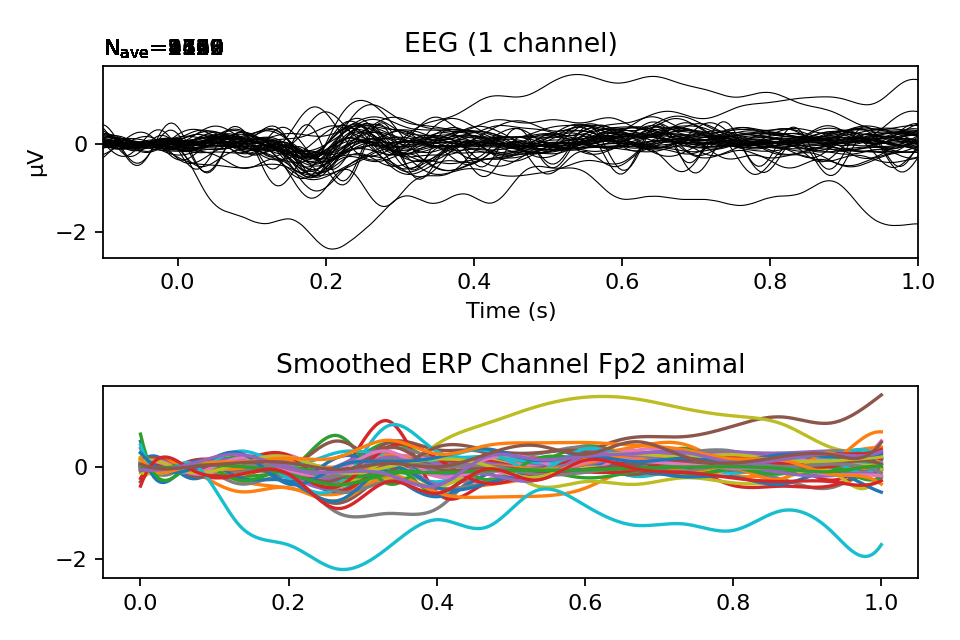 N_ave=
EEG (1 channel)
µV
0
−2
0.0 0.2 0.4 0.6 0.8 1.0
Time (s)
Smoothed ERP Channel Fp2 animal
0
−2
0.0 0.2 0.4 0.6 0.8 1.0